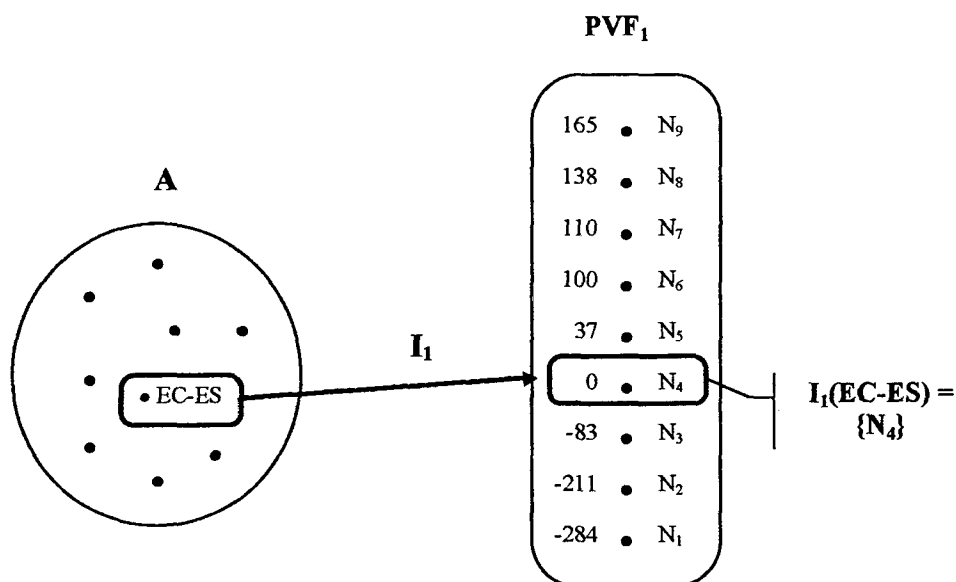 PVF₁
165 N₉
138 N₈
A
110 N₇
100 N₆
I₁
37 N₅
EC-ES
0 N₄
I₁(EC-ES) =
{N₄}
-83 N₃
-211 N₂
-284 N₁